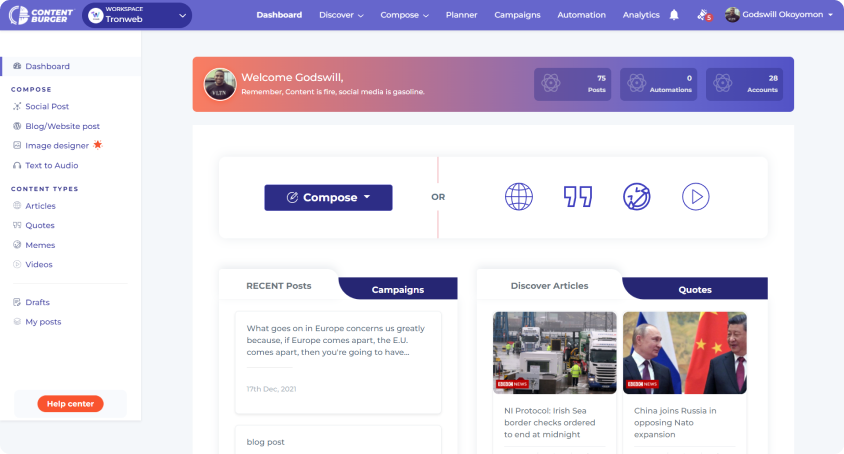 CONTENT
BURGER
WORKSPACE
Tronweb
Dashboard
Discover
Compose
Planner
Campaigns
Automation
Analytics
5
Godswill Okoyomon
Dashboard
COMPOSE
Social Post
Blog/Website post
Image designer
Text to Audio
CONTENT TYPES
Articles
Quotes
Memes
Videos
Drafts
My posts
Help center
Welcome Godswill,
Remember, Content is fire, social media is gasoline.
75
Posts
0
Automations
28
Accounts
Compose
OR
RECENT Posts
Campaigns
What goes on in Europe concerns us greatly
because, if Europe comes apart, the E.U.
comes apart, then you're going to have...
17th Dec, 2021
blog post
Discover Articles
Quotes
BBC NEWS
NI Protocol: Irish Sea
border checks ordered
to end at midnight
BBC NEWS
China joins Russia in
opposing Nato
expansion